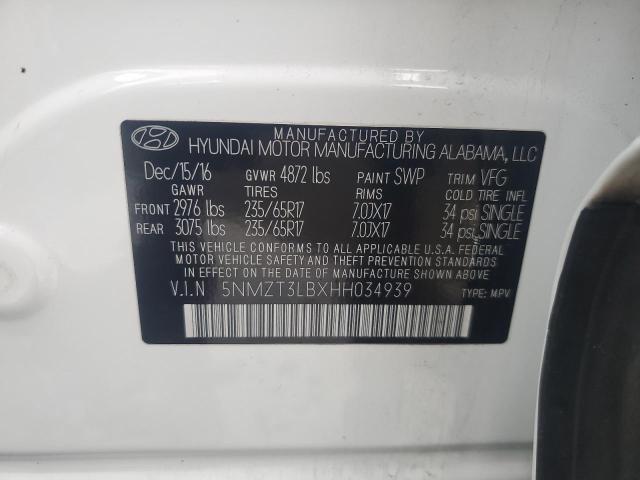 MANUFACTURED BY
HYUNDAI MOTOR MANUFACTURING ALABAMA, LLC
Dec/15/16 GVWR 4872 lbs PAINT SWP TRIM VFG
GAWR TIRES RIMS COLD TIRE INFL
FRONT 2976 lbs 235/65R17 7.0JX17 34 psi SINGLE
REAR 3075 lbs 235/65R17 7.0JX17 34 psi SINGLE
THIS VEHICLE CONFORMS TO ALL APPLICABLE U.S.A. FEDERAL
MOTOR VEHICLE SAFETY AND THEFT PREVENTION STANDARDS
IN EFFECT ON THE DATE OF MANUFACTURE SHOWN ABOVE.
V.I.N 5NMZT3LBXHH034939 TYPE: MPV